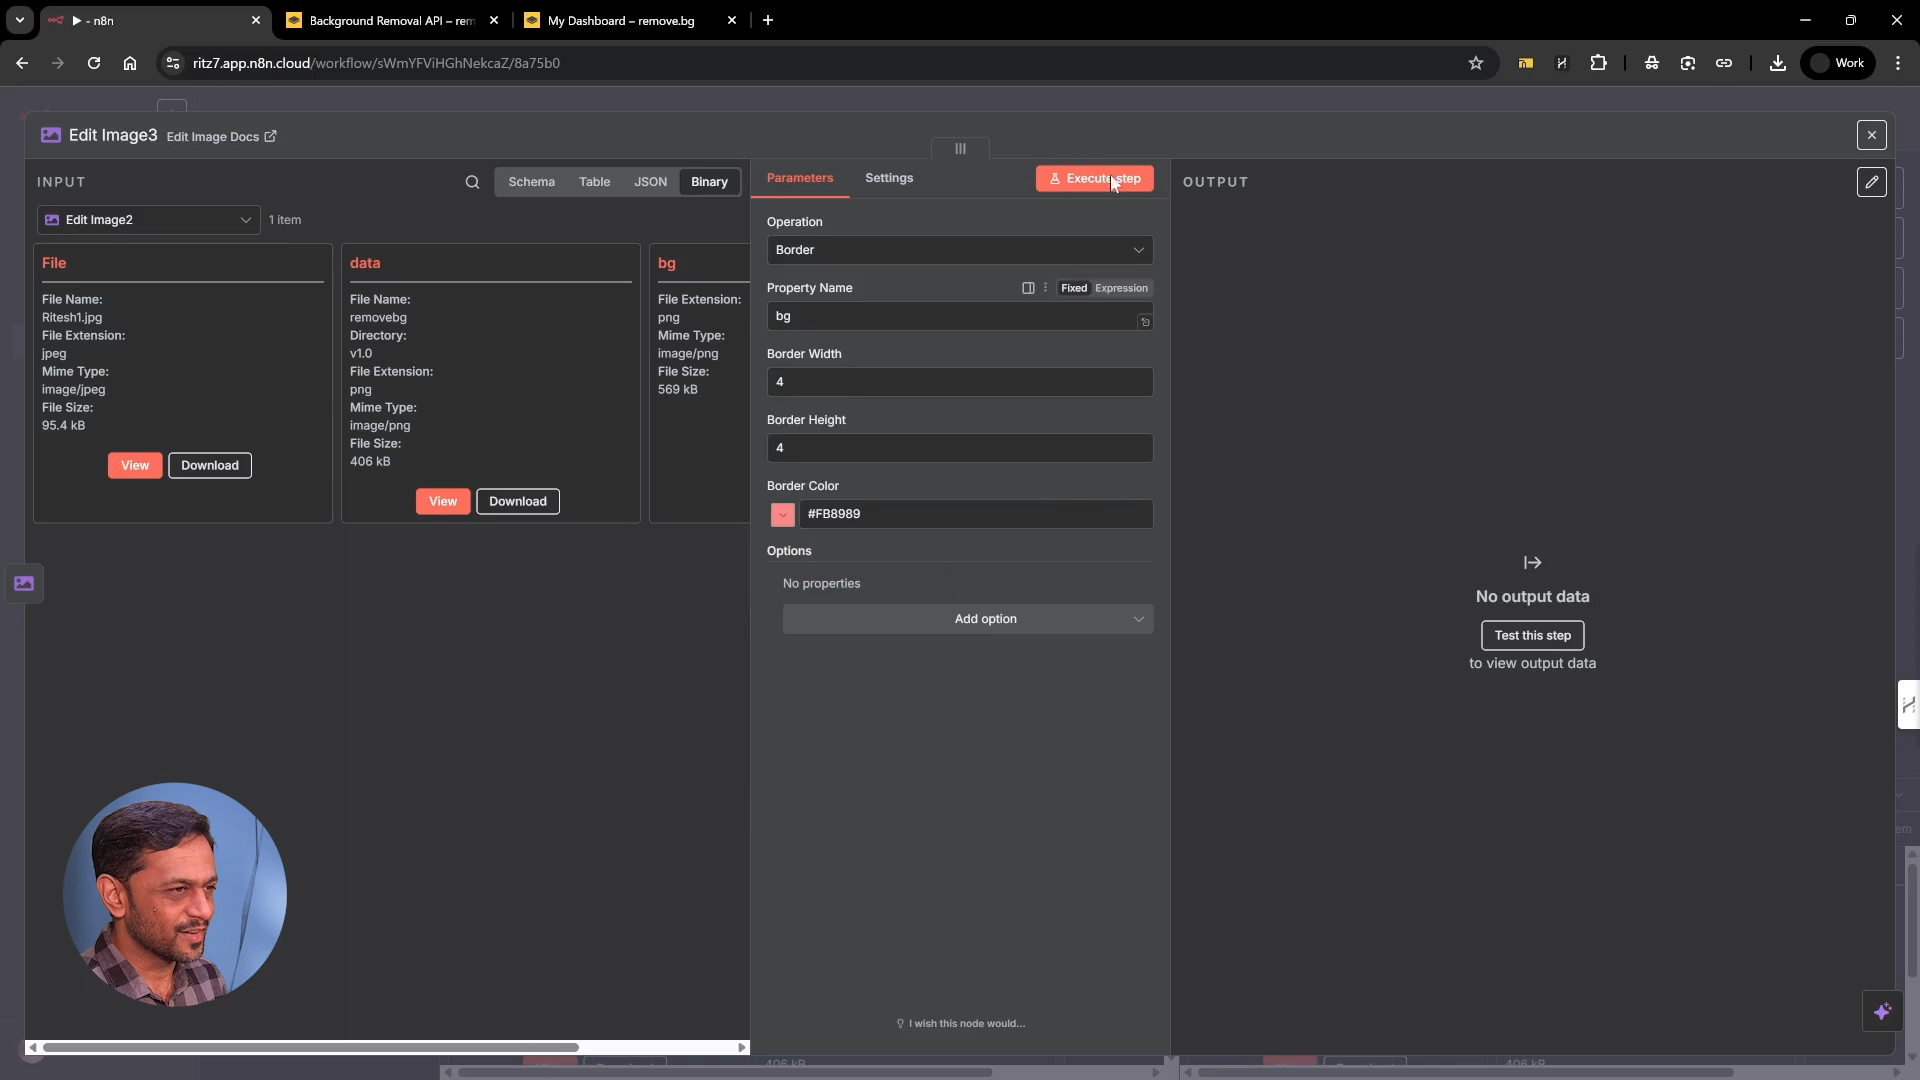 ▶ - n8n
Background Removal API – rem
My Dashboard – remove.bg
ritz7.app.n8n.cloud/workflow/sWmYFViHGhNekcaZ/8a75b0
Work
Edit Image3
Edit Image Docs
INPUT
Schema
Table
JSON
Binary
Parameters
Settings
Execute step
OUTPUT
Edit Image2
1 item
File
File Name:
Ritesh1.jpg
File Extension:
jpeg
Mime Type:
image/jpeg
File Size:
95.4 kB
View
Download
data
File Name:
removebg
Directory:
v1.0
File Extension:
png
Mime Type:
image/png
File Size:
406 kB
View
Download
bg
File Extension:
png
Mime Type:
image/png
File Size:
569 kB
Operation
Border
Property Name
Fixed
Expression
bg
Border Width
4
Border Height
4
Border Color
#FB8989
Options
No properties
Add option
I wish this node would...
No output data
Test this step
to view output data
406 kB
406 kB